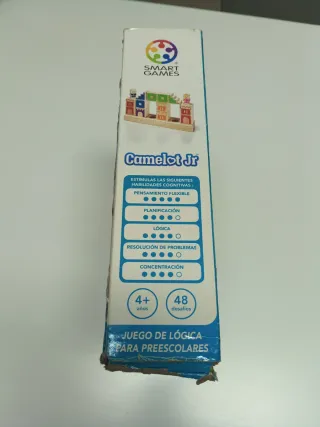 SMART
GAMES
Camelot Jr
ESTIMULAS LAS SIGUIENTES
HABILIDADES COGNITIVAS:
PENSAMIENTO FLEXIBLE
PLANIFICACIÓN
LÓGICA
RESOLUCIÓN DE PROBLEMAS
CONCENTRACIÓN
4+
años
48
desafíos
JUEGO DE LÓGICA
PARA PREESCOLARES